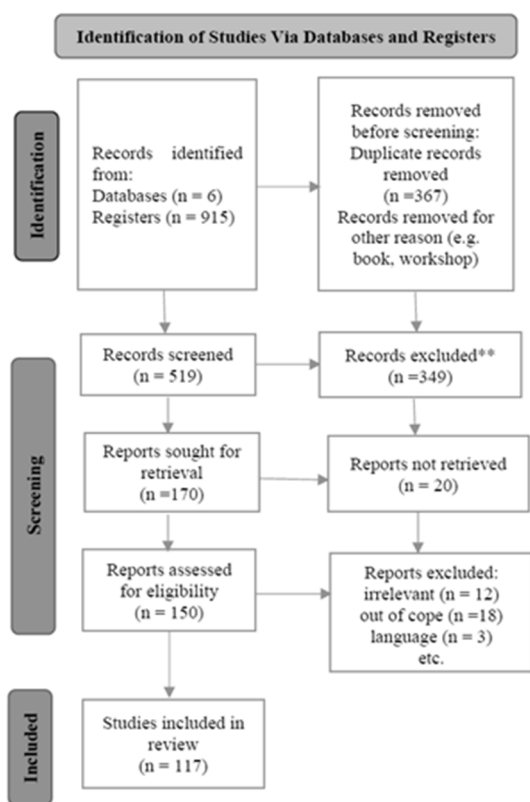 Identification of Studies Via Databases and Registers
Identification
Records identified
from:
Databases (n = 6)
Registers (n = 915)
Records removed
before screening:
Duplicate records
removed
(n =367)
Records removed for
other reason (e.g.
book, workshop)
Screening
Records screened
(n = 519)
Records excluded**
(n =349)
Reports sought for
retrieval
(n =170)
Reports not retrieved
(n = 20)
Reports assessed
for eligibility
(n = 150)
Reports excluded:
irrelevant (n = 12)
out of cope (n =18)
language (n = 3)
etc.
Included
Studies included in
review
(n = 117)